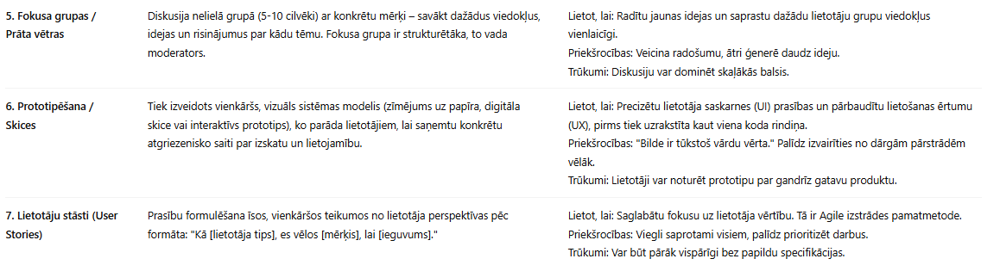 5. Fokusa grupas /
Prāta vētras
Diskusija nelielā grupā (5-10 cilvēki) ar konkrētu mērķi – savākt dažādus viedokļus,
idejas un risinājumus par kādu tēmu. Fokusa grupa ir strukturētāka, to vada
moderators.
Lietot, lai: Radītu jaunas idejas un saprastu dažādu lietotāju grupu viedokļus
vienlaicīgi.
Priekšrocības: Veicina radošumu, ātri ģenerē daudz ideju.
Trūkumi: Diskusiju var dominēt skaļākās balsis.
6. Prototipēšana /
Skices
Tiek izveidots vienkāršs, vizuāls sistēmas modelis (zīmējums uz papīra, digitāla
skice vai interaktīvs prototips), ko parāda lietotājiem, lai saņemtu konkrētu
atgriezenisko saiti par izskatu un lietojamību.
Lietot, lai: Precizētu lietotāja saskarnes (UI) prasības un pārbaudītu lietošanas ērtumu
(UX), pirms tiek uzrakstīta kaut viena koda rindiņa.
Priekšrocības: "Bilde ir tūkstoš vārdu vērta." Palīdz izvairīties no dārgām pārstrādēm
vēlāk.
Trūkumi: Lietotāji var noturēt prototipu par gandrīz gatavu produktu.
7. Lietotāju stāsti (User
Stories)
Prasību formulēšana īsos, vienkāršos teikumos no lietotāja perspektīvas pēc
formāta: "Kā [lietotāja tips], es vēlos [mērķis], lai [ieguvums]."
Lietot, lai: Saglabātu fokusu uz lietotāja vērtību. Tā ir Agile izstrādes pamatmetode.
Priekšrocības: Viegli saprotami visiem, palīdz prioritizēt darbus.
Trūkumi: Var būt pārāk vispārīgi bez papildu specifikācijas.